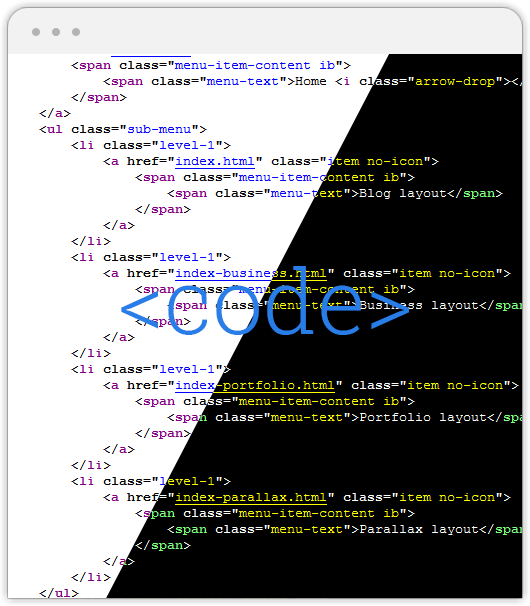 <span class="menu-item-content ib">
<span class="menu-text">Home <i class="arrow-drop"></
</span>
</a>
<ul class="sub-menu">
<li class="level-1">
<a href="index.html" class="item no-icon">
<span class="menu-item-content ib">
<span class="menu-text">Blog layout</span>
</span>
</a>
</li>
<li class="level-1">
<a href="index-business.html" class="item no-icon">
<span class="menu-item-content ib">
<code>
<span class="menu-text">Business layout</span
</span>
</a>
</li>
<li class="level-1">
<a href="index-portfolio.html" class="item no-icon">
<span class="menu-item-content ib">
<span class="menu-text">Portfolio layout</spa
</span>
</a>
</li>
<li class="level-1">
<a href="index-parallax.html" class="item no-icon">
<span class="menu-item-content ib">
<span class="menu-text">Parallax layout</span
</span>
</a>
</li>
</ul>